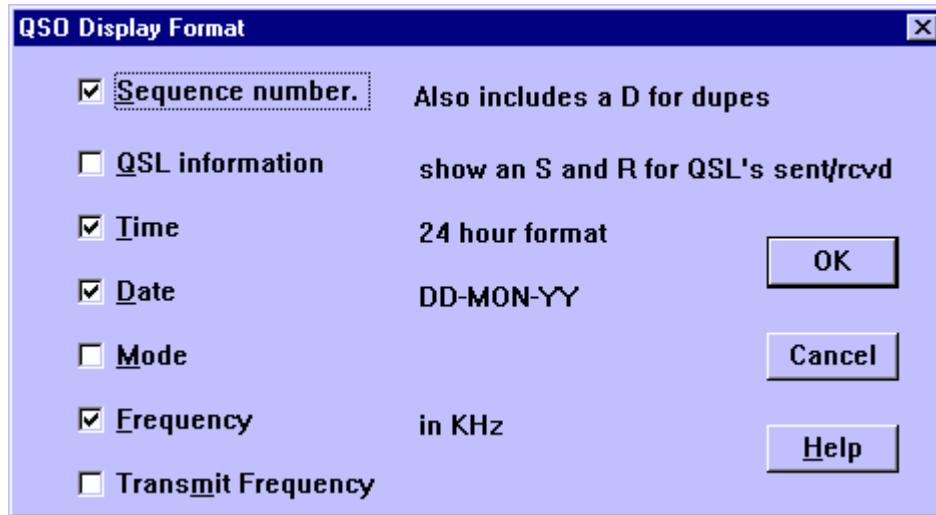 QSO Display Format
Sequence number. Also includes a D for dupes
QSL information show an S and R for QSL's sent/rcvd
Time 24 hour format
OK
Date DD-MON-YY
Mode
Cancel
Frequency in KHz
Help
Transmit Frequency